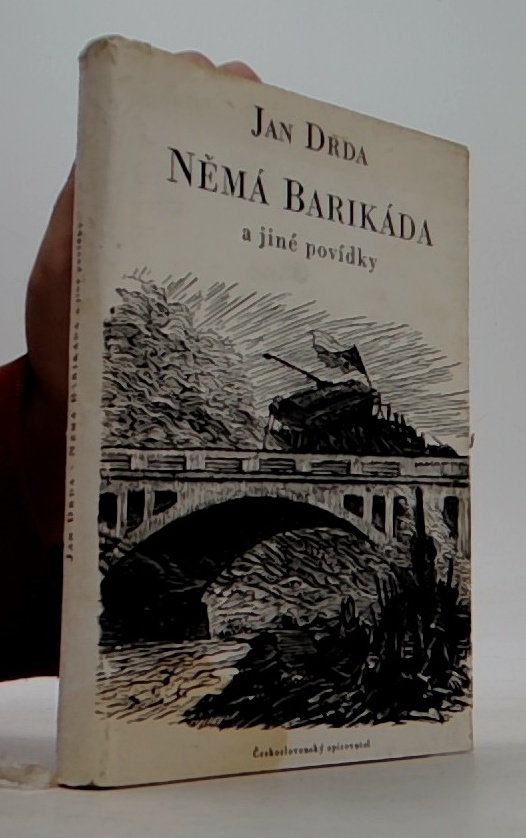 Jan Drda
Němá Barikáda
a jiné povídky
Československý spisovatel
Jan Drda - Němá Barikáda a jiné povídky